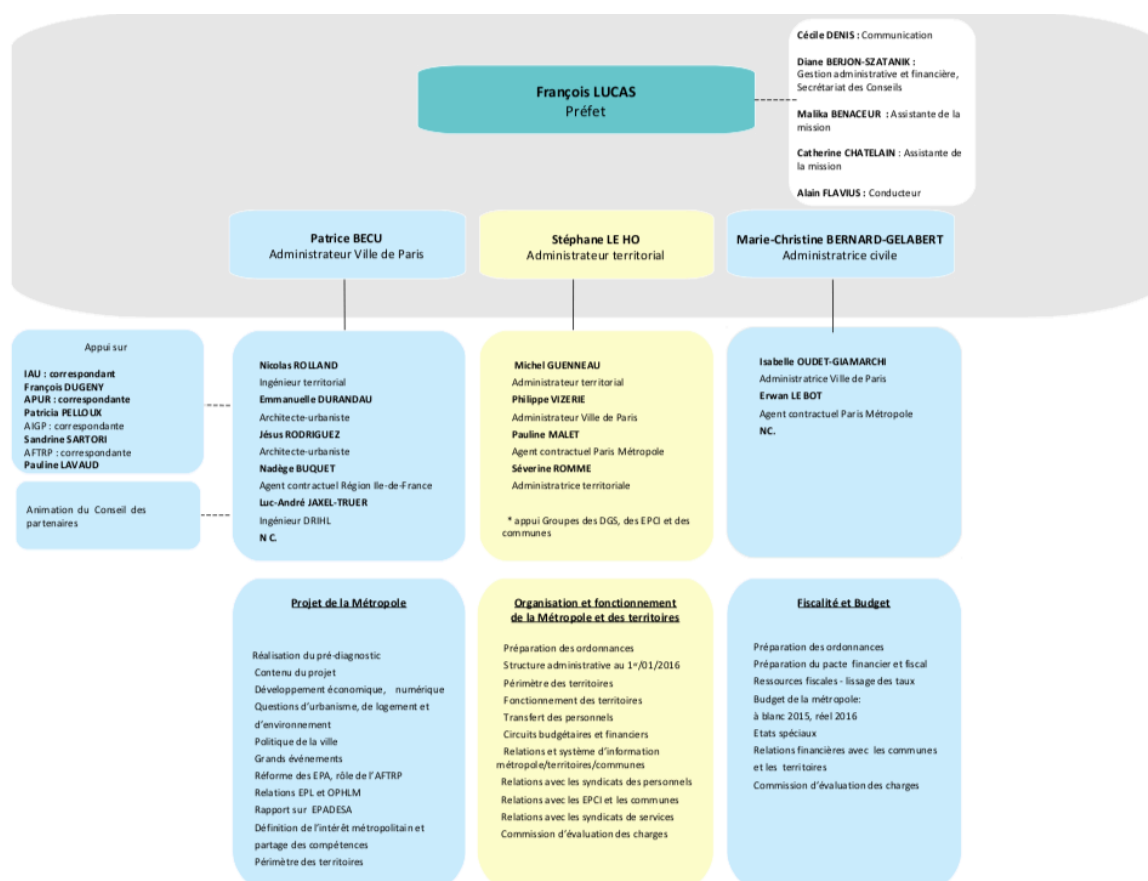 Cécile DENIS : Communication
Diane BERJON-SZATANIK :
Gestion administrative et financière,
Secrétariat des Conseils
Malika BENACEUR : Assistante de la
mission
Catherine CHATELAIN : Assistante de
la mission
Alain FLAVIUS : Conducteur
François LUCAS
Préfet
Patrice BECU
Administrateur Ville de Paris
Stéphane LE HO
Administrateur territorial
Marie-Christine BERNARD-GELABERT
Administratrice civile
Appui sur
IAU : correspondant
François DUGENY
APUR : correspondante
Patricia PELLOUX
AIGP : correspondante
Sandrine SARTORI
AFTRP : correspondante
Pauline LAVAUD
Animation du Conseil des
partenaires
Nicolas ROLLAND
Ingénieur territorial
Emmanuelle DURANDAU
Architecte-urbaniste
Jésus RODRIGUEZ
Architecte-urbaniste
Nadège BUQUET
Agent contractuel Région Ile-de-France
Luc-André JAXEL-TRUER
Ingénieur DRIHL
N C.
Michel GUENNEAU
Administrateur territorial
Philippe VIZERIE
Administrateur Ville de Paris
Pauline MALET
Agent contractuel Paris Métropole
Séverine ROMME
Administratrice territoriale
* appui Groupes des DGS, des EPCI et des
communes
Isabelle OUDET-GIAMARCHI
Administratrice Ville de Paris
Erwan LE BOT
Agent contractuel Paris Métropole
NC.
Projet de la Métropole
Réalisation du pré-diagnostic
Contenu du projet
Développement économique, numérique
Questions d'urbanisme, de logement et
d'environnement
Politique de la ville
Grands événements
Réforme des EPA, rôle de l'AFTRP
Relations EPL et OPHLM
Rapport sur EPADESA
Définition de l'intérêt métropolitain et
partage des compétences
Périmètre des territoires
Organisation et fonctionnement
de la Métropole et des territoires
Préparation des ordonnances
Structure administrative au 1er/01/2016
Périmètre des territoires
Fonctionnement des territoires
Transfert des personnels
Circuits budgétaires et financiers
Relations et système d'information
métropole/territoires/communes
Relations avec les syndicats des personnels
Relations avec les EPCI et les communes
Relations avec les syndicats de services
Commission d'évaluation des charges
Fiscalité et Budget
Préparation des ordonnances
Préparation du pacte financier et fiscal
Ressources fiscales - lissage des taux
Budget de la métropole:
à blanc 2015, réel 2016
Etats spéciaux
Relations financières avec les communes
et les territoires
Commission d'évaluation des charges